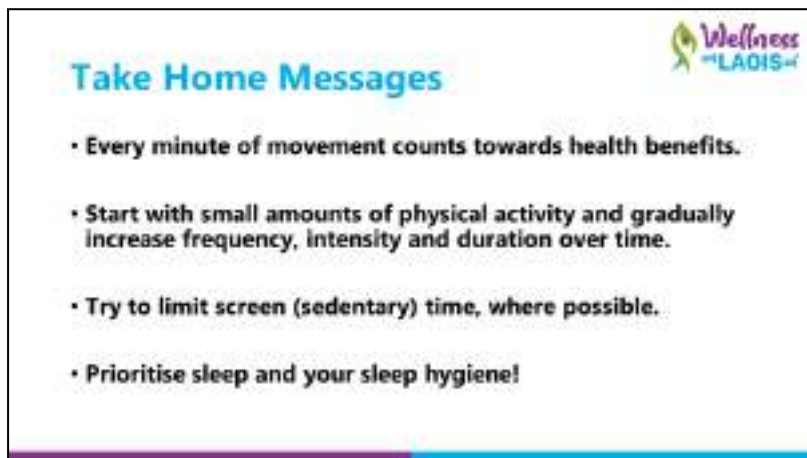 Wellness
LAOIS
Take Home Messages
• Every minute of movement counts towards health benefits.
• Start with small amounts of physical activity and gradually
increase frequency, intensity and duration over time.
• Try to limit screen (sedentary) time, where possible.
• Prioritise sleep and your sleep hygiene!